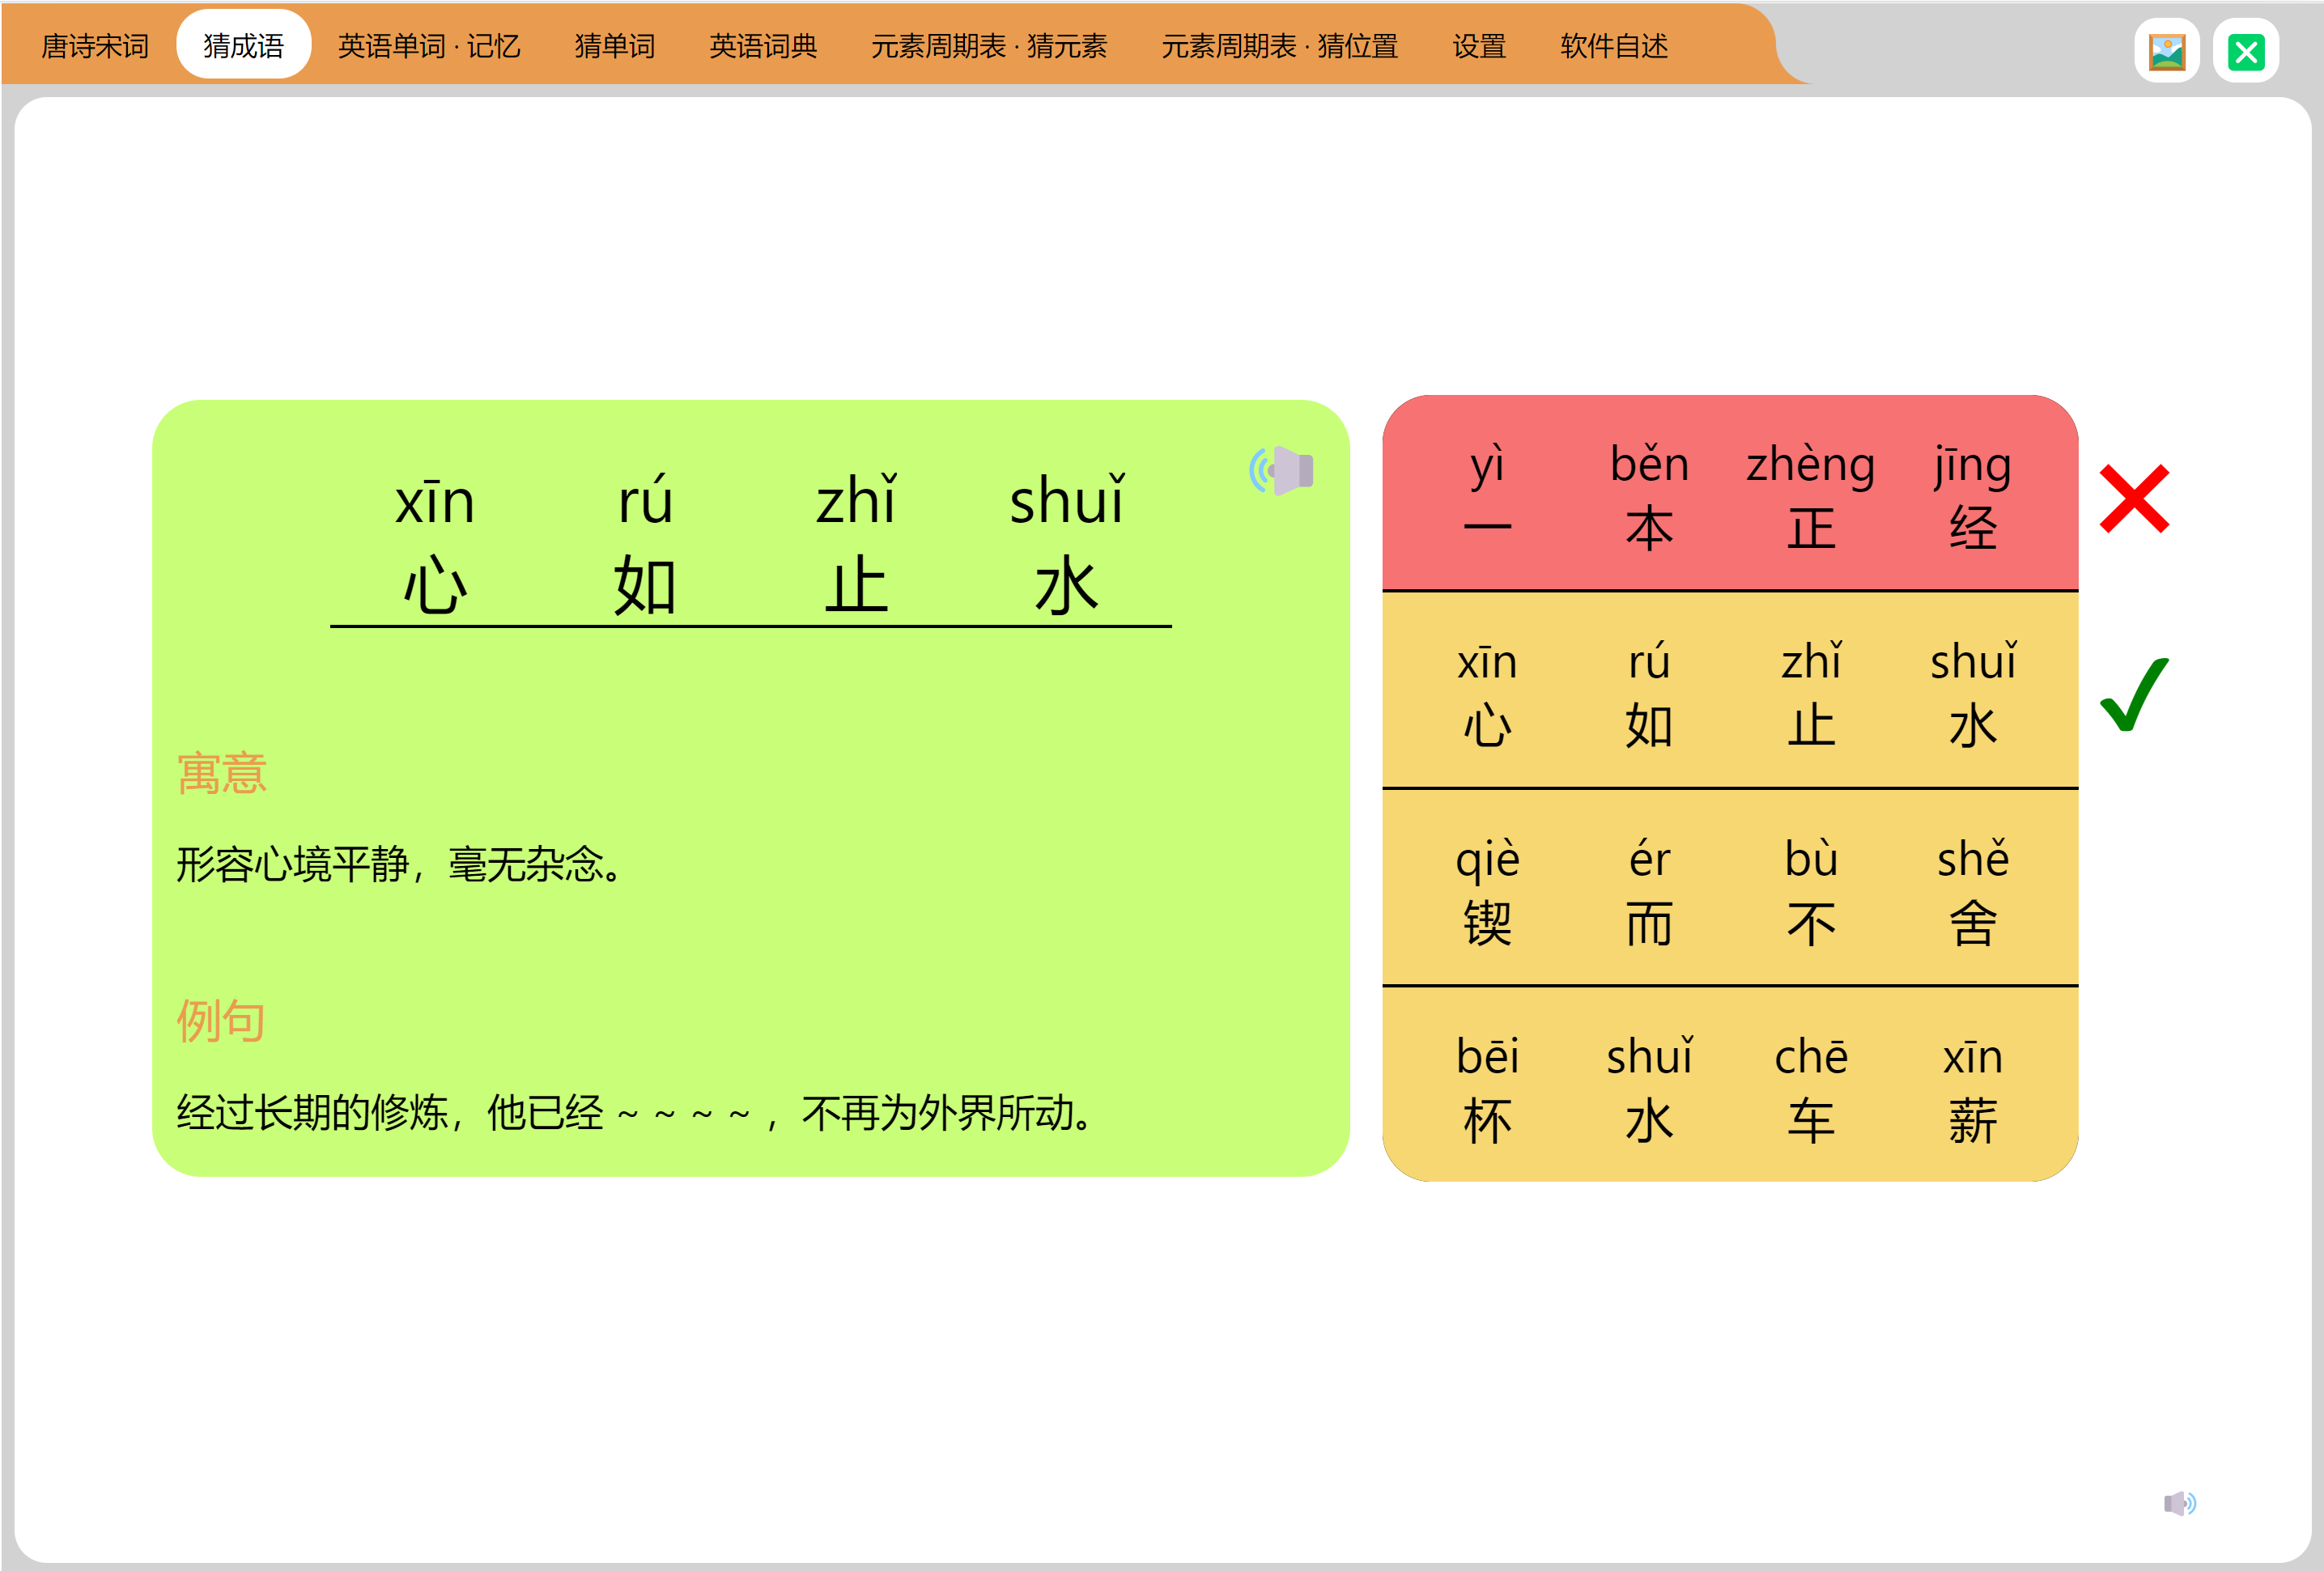 唐诗宋词 猜成语 英语单词 · 记忆 猜单词 英语词典 元素周期表 · 猜元素 元素周期表 · 猜位置 设置 软件自述
xīn rú zhǐ shuǐ
心 如 止 水
寓意
形容心境平静，毫无杂念。
例句
经过长期的修炼，他已经 ~ ~ ~ ~ ，不再为外界所动。
yì běn zhèng jīng
一 本 正 经
xīn rú zhǐ shuǐ
心 如 止 水
qiè ér bù shě
锲 而 不 舍
bēi shuǐ chē xīn
杯 水 车 薪